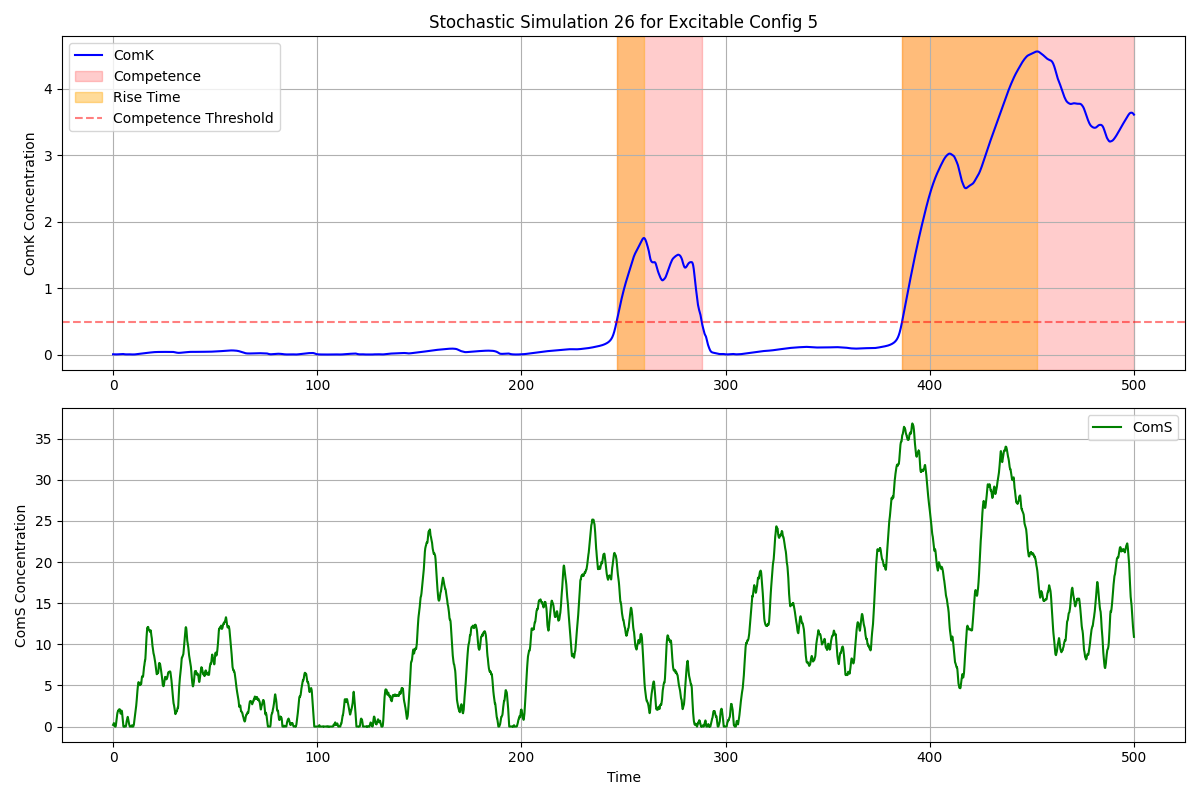 Stochastic Simulation 26 for Excitable Config 5
ComK
Competence
Rise Time
Competence Threshold
ComK Concentration
4
3
2
1
0
0 100 200 300 400 500
ComS
ComS Concentration
35
30
25
20
15
10
5
0
0 100 200 300 400 500
Time